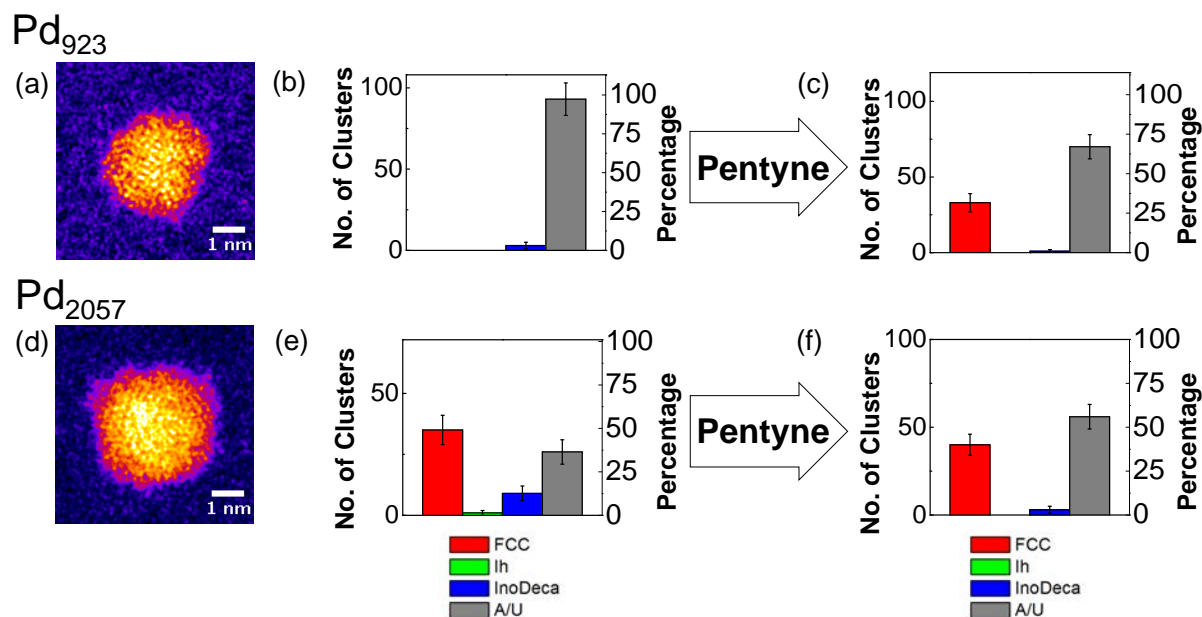 Pd923
(a)
1 nm
(b)
No. of Clusters
100
50
0
100
75
50
25
0
Percentage
Pentyne
(c)
No. of Clusters
100
50
0
100
75
50
25
0
Percentage
Pd2057
(d)
1 nm
(e)
No. of Clusters
50
0
100
75
50
25
0
Percentage
Pentyne
(f)
No. of Clusters
100
50
0
100
75
50
25
0
Percentage
FCC
Ih
InoDeca
A/U
FCC
Ih
InoDeca
A/U